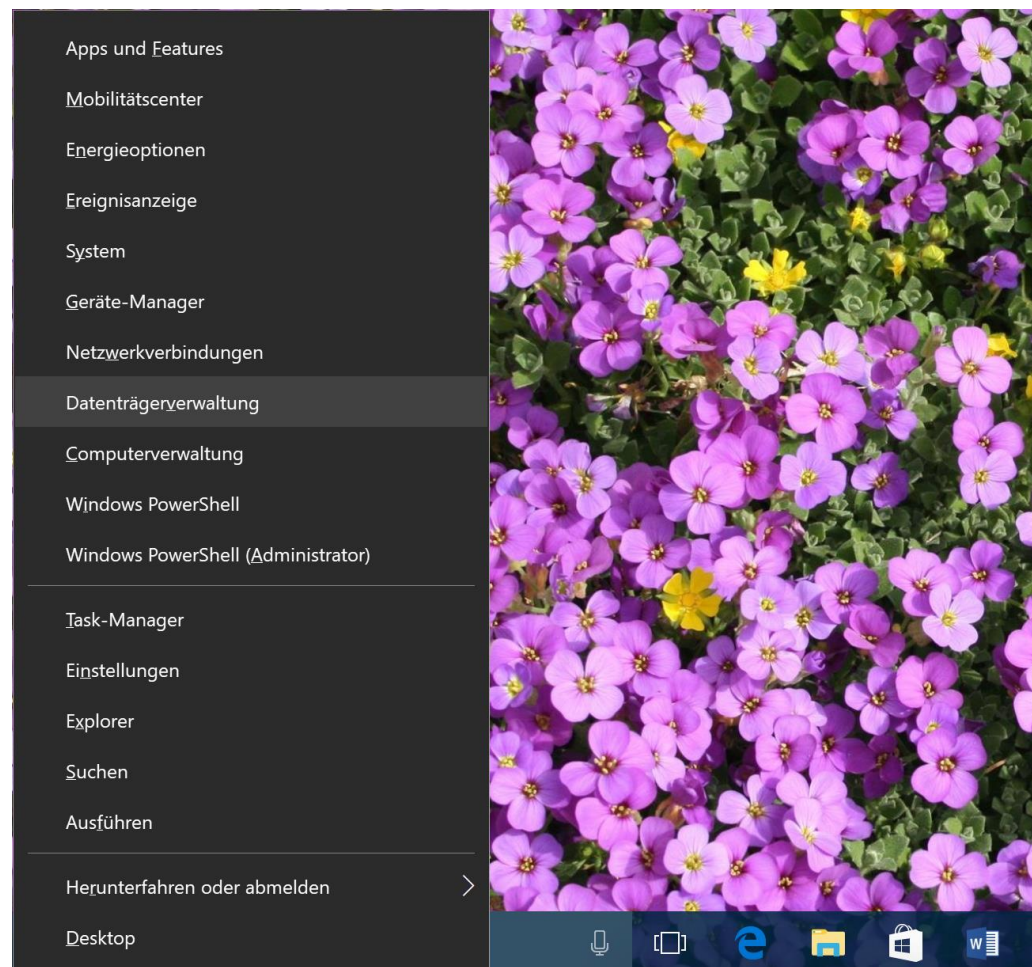 Apps und Features
Mobilitätscenter
Energieoptionen
Ereignisanzeige
System
Geräte-Manager
Netzwerkverbindungen
Datenträgerverwaltung
Computerverwaltung
Windows PowerShell
Windows PowerShell (Administrator)
Task-Manager
Einstellungen
Explorer
Suchen
Ausführen
Herunterfahren oder abmelden
Desktop
W